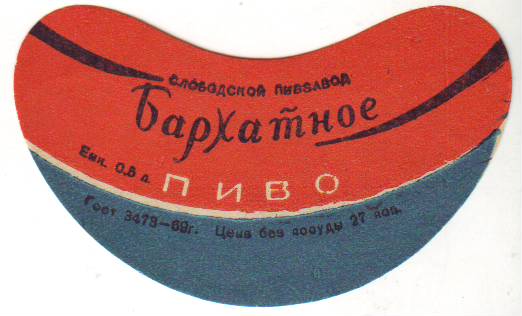 СЛОБОДСКОЙ ПИВЗАВОД
Бархатное
Емк. 0,5 л.
ПИВО
Гост 3473-69г. Цена без посуды 27 коп.